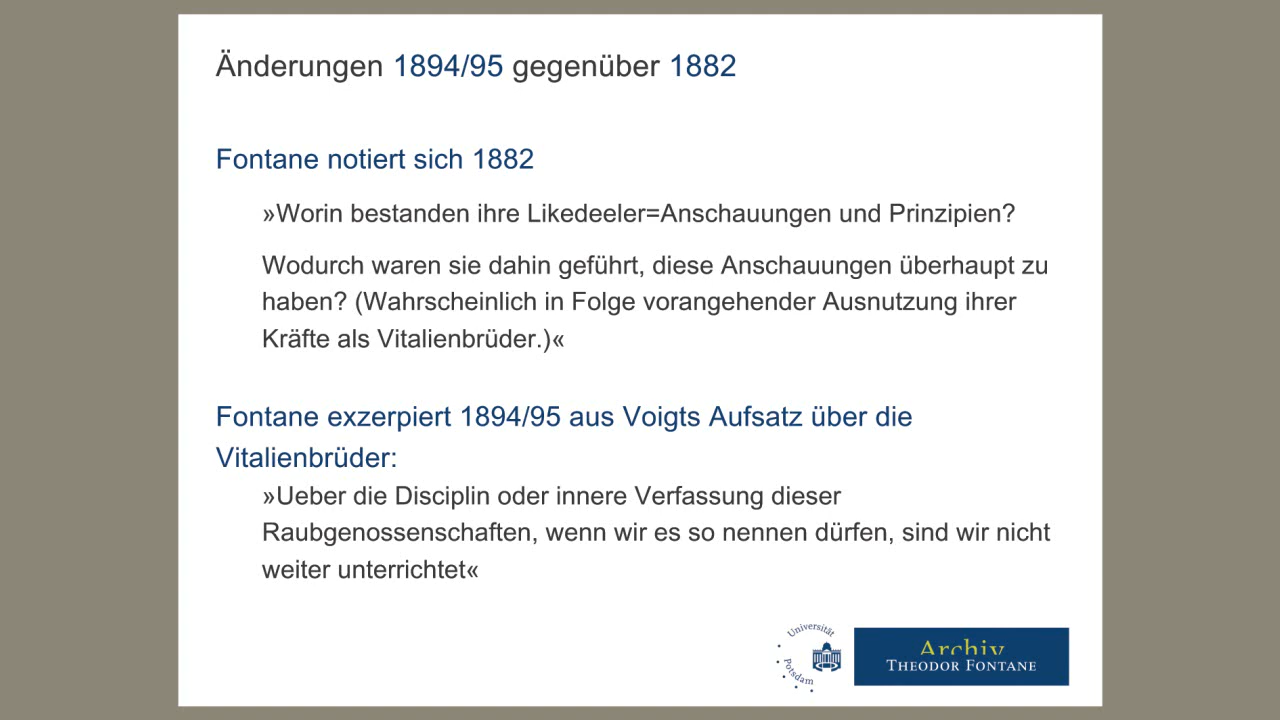 Änderungen 1894/95 gegenüber 1882
Fontane notiert sich 1882
»Worin bestanden ihre Likedeeler=Anschauungen und Prinzipien?
Wodurch waren sie dahin geführt, diese Anschauungen überhaupt zu
haben? (Wahrscheinlich in Folge vorangehender Ausnutzung ihrer
Kräfte als Vitalienbrüder.)«
Fontane exzerpiert 1894/95 aus Voigts Aufsatz über die
Vitalienbrüder:
»Ueber die Disciplin oder innere Verfassung dieser
Raubgenossenschaften, wenn wir es so nennen dürfen, sind wir nicht
weiter unterrichtet«
Universität
Potsdam
Archiv
THEODOR FONTANE